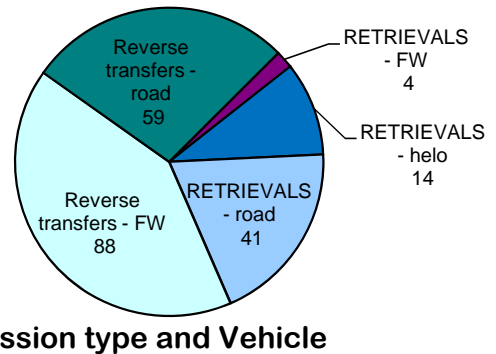 Reverse
transfers -
road
59
RETRIEVALS
- FW
4
RETRIEVALS
- helo
14
RETRIEVALS
- road
41
Reverse
transfers - FW
88
ssion type and Vehicle